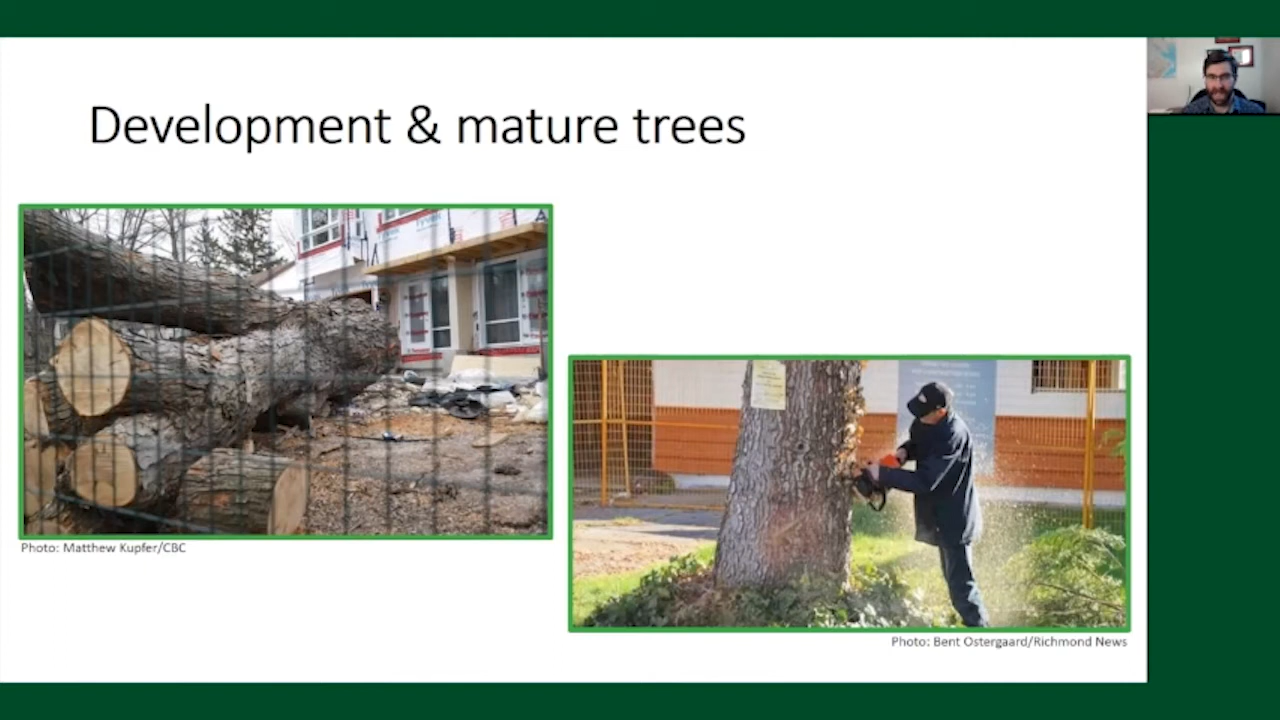 Development & mature trees
Photo: Matthew Kupfer/CBC
Photo: Bent Ostergaard/Richmond News